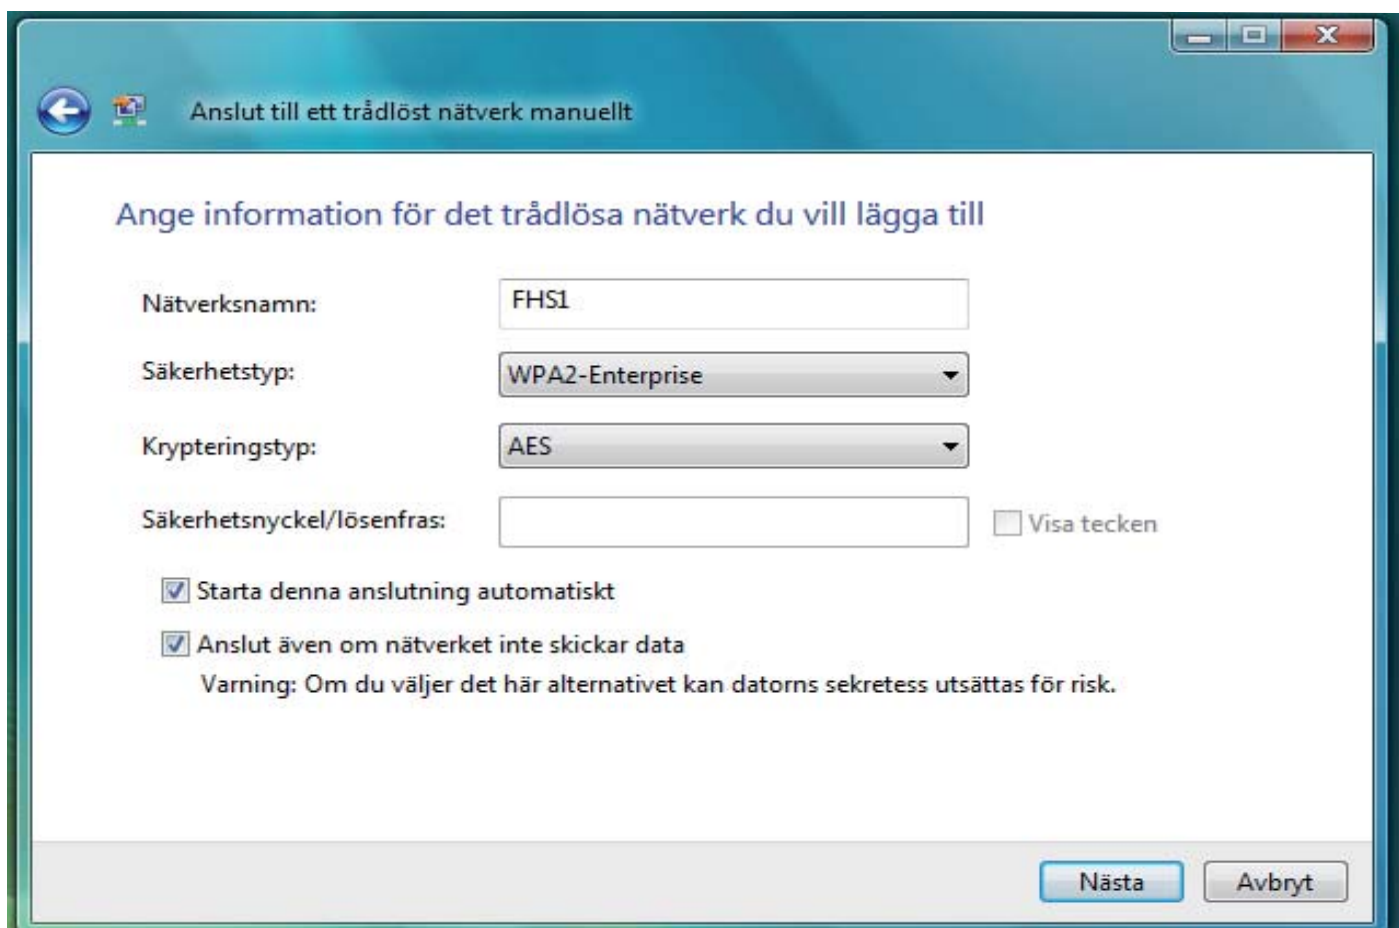 Anslut till ett trådlöst nätverk manuellt
Ange information för det trådlösa nätverk du vill lägga till
Nätverksnamn: FHS1
Säkerhetstyp: WPA2-Enterprise
Krypteringstyp: AES
Säkerhetsnyckel/lösenfras: Visa tecken
Starta denna anslutning automatiskt
Anslut även om nätverket inte skickar data
Varning: Om du väljer det här alternativet kan datorns sekretess utsättas för risk.
Nästa Avbryt